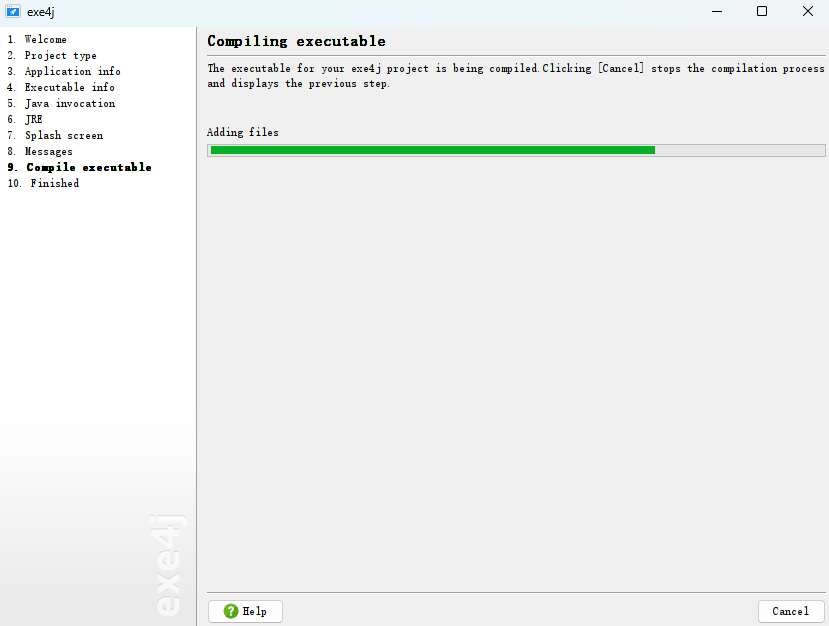 exe4j
1. Welcome
2. Project type
3. Application info
4. Executable info
5. Java invocation
6. JRE
7. Splash screen
8. Messages
9. Compile executable
10. Finished
exe4j
Compiling executable
The executable for your exe4j project is being compiled.Clicking [Cancel] stops the compilation process
and displays the previous step.
Adding files
? Help
Cancel